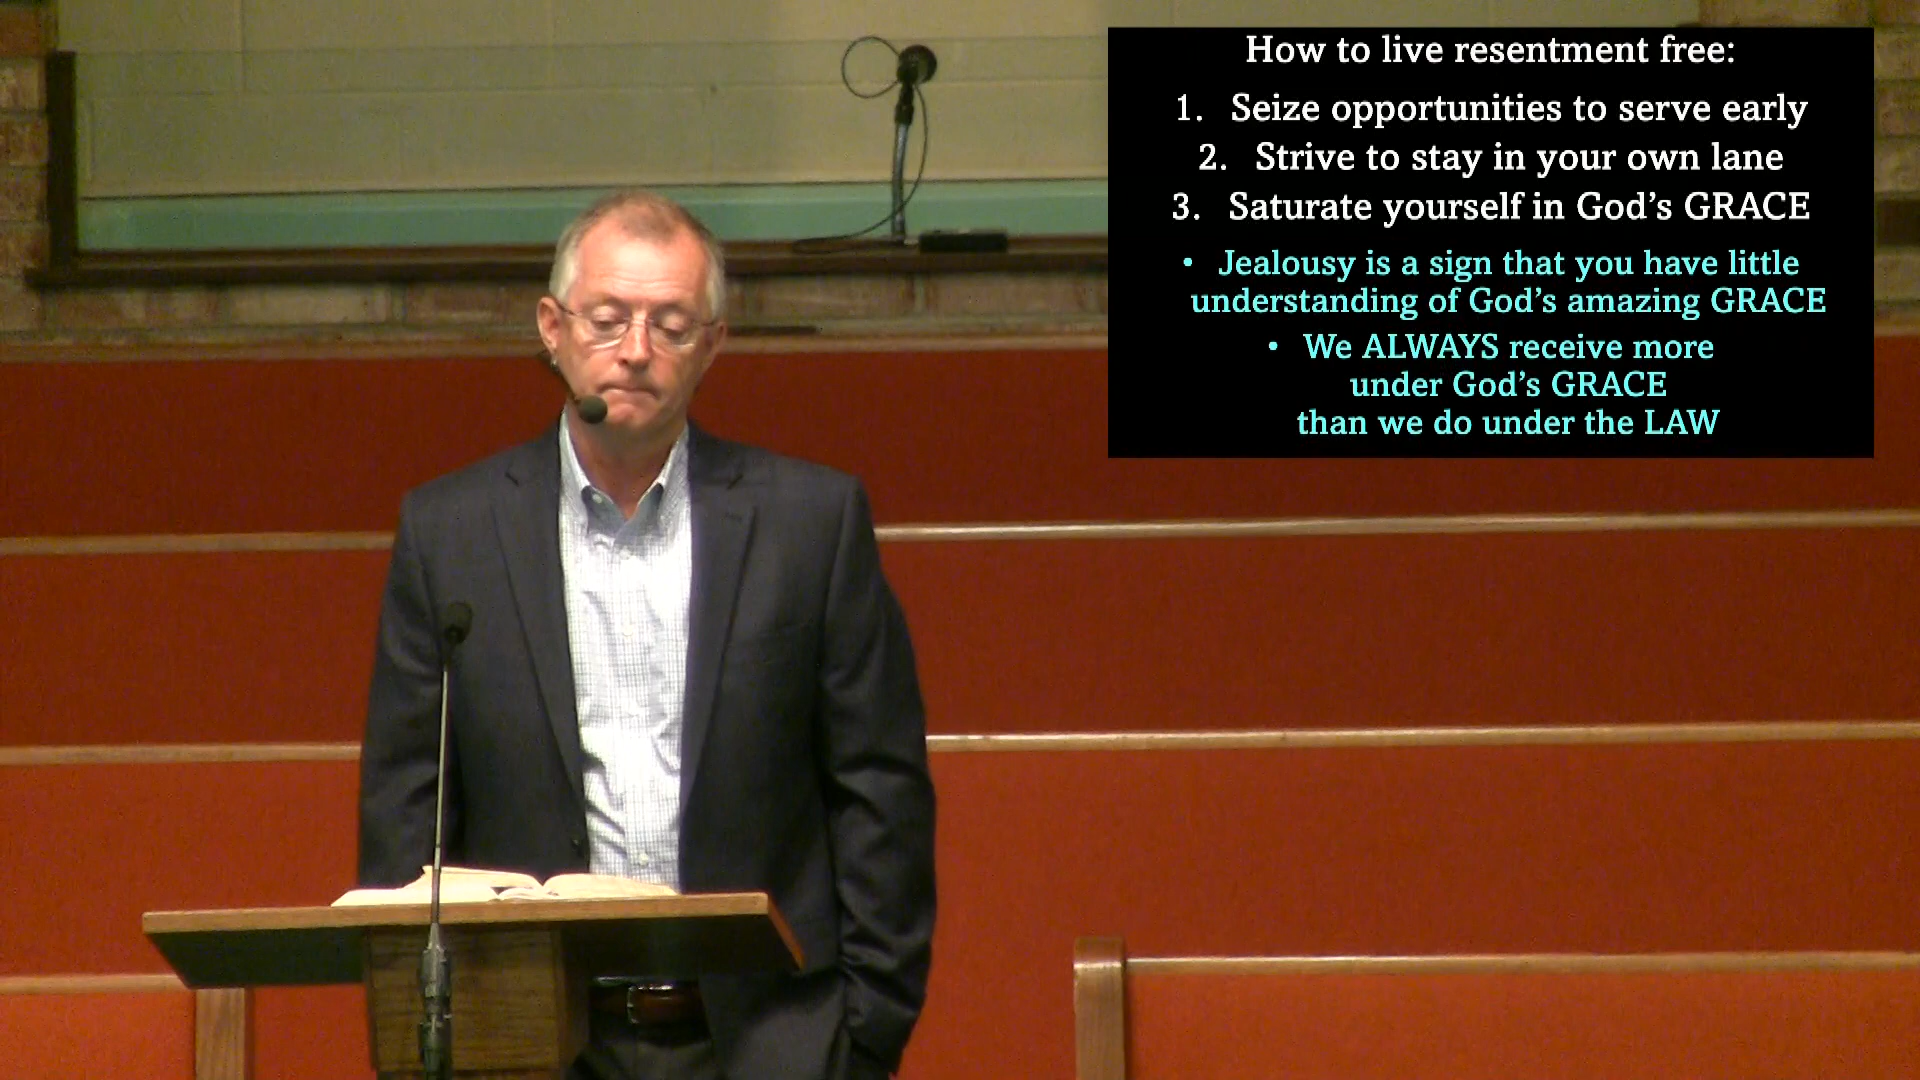 How to live resentment free:
1. Seize opportunities to serve early
2. Strive to stay in your own lane
3. Saturate yourself in God's GRACE
• Jealousy is a sign that you have little
understanding of God's amazing GRACE
• We ALWAYS receive more
under God's GRACE
than we do under the LAW